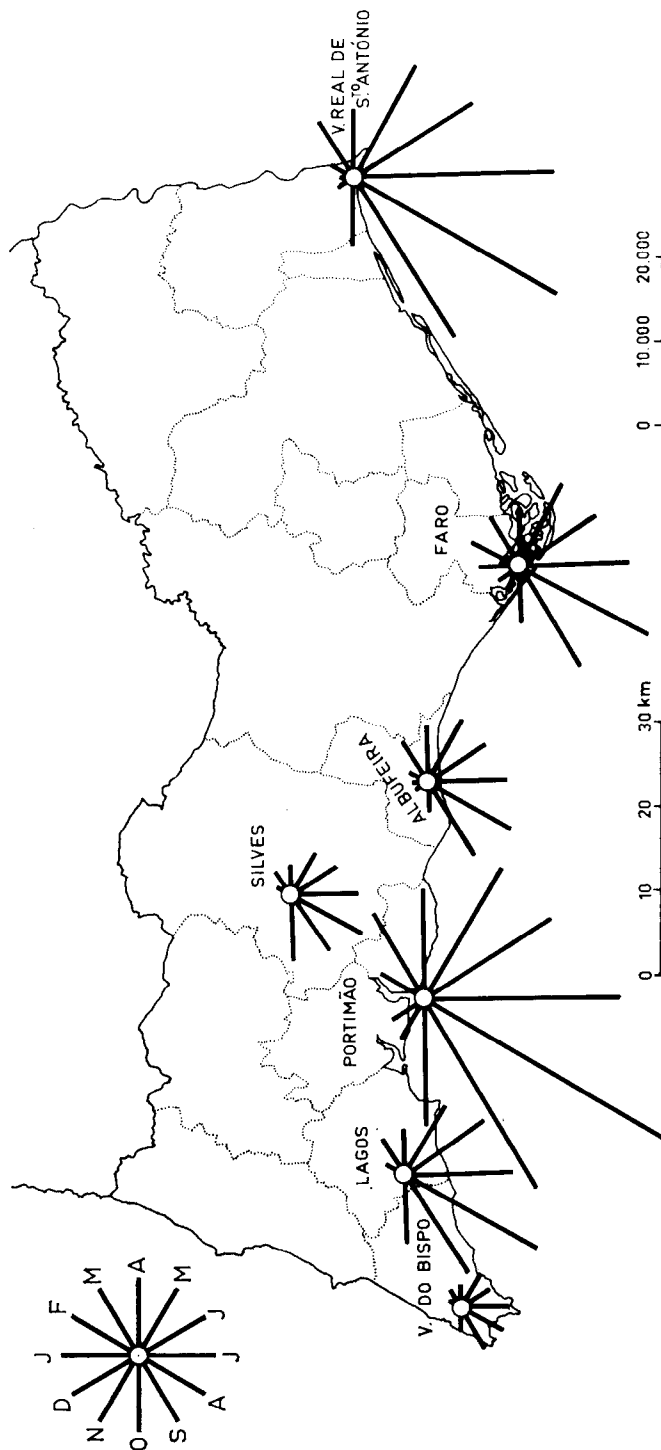 J
F
M
A
M
J
J
A
S
O
N
D
V. DO BISPO
LAGOS
PORTIMÃO
SILVES
ALBUFEIRA
FARO
V. REAL DE
S.TO ANTÓNIO
0 10 20 30 km
0 10.000 20.000